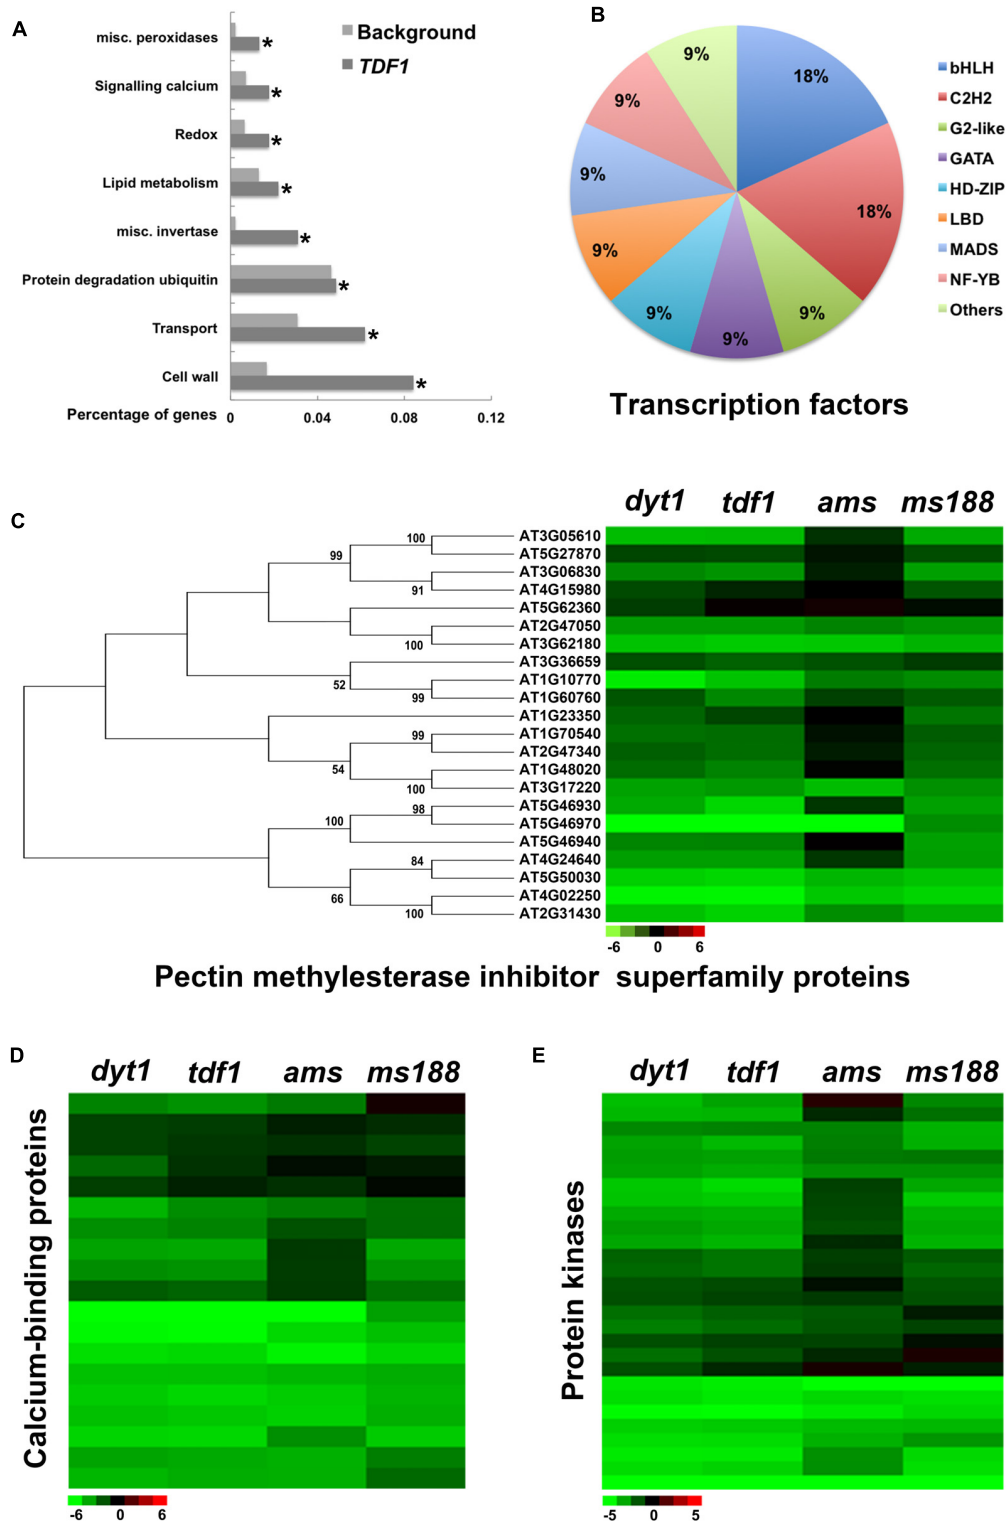 A
Background
TDF1
misc. peroxidases *
Signalling calcium *
Redox *
Lipid metabolism *
misc. invertase *
Protein degradation ubiquitin *
Transport *
Cell wall *
Percentage of genes 0 0.04 0.08 0.12
B
18%
18%
9%
9%
9%
9%
9%
9%
9%
bHLH
C2H2
G2-like
GATA
HD-ZIP
LBD
MADS
NF-YB
Others
Transcription factors
C
dyt1 tdf1 ams ms188
100
99
91
100
52
99
99
54
100
98
100
84
66
100
AT3G05610
AT5G27870
AT3G06830
AT4G15980
AT5G62360
AT2G47050
AT3G62180
AT3G36659
AT1G10770
AT1G60760
AT1G23350
AT1G70540
AT2G47340
AT1G48020
AT3G17220
AT5G46930
AT5G46970
AT5G46940
AT4G24640
AT5G50030
AT4G02250
AT2G31430
-6 0 6
Pectin methylesterase inhibitor superfamily proteins
D
dyt1 tdf1 ams ms188
Calcium-binding proteins
-6 0 6
E
dyt1 tdf1 ams ms188
Protein kinases
-5 0 5